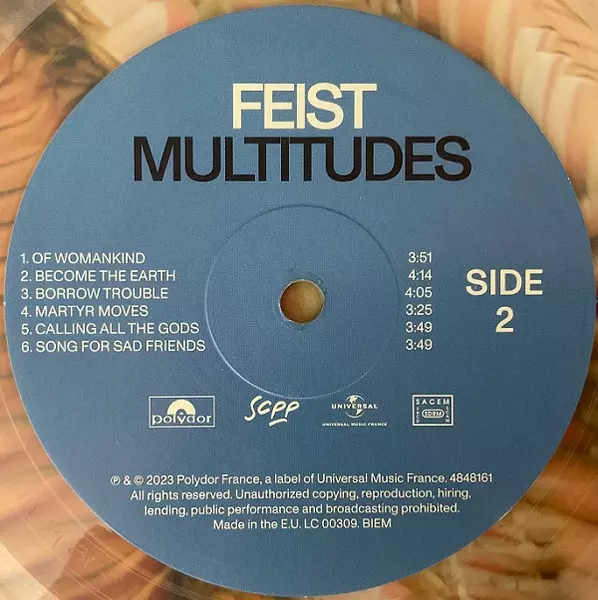 FEIST
MULTITUDES
1. OF WOMANKIND 3:51
2. BECOME THE EARTH 4:14
3. BORROW TROUBLE 4:05
4. MARTYR MOVES 3:25
5. CALLING ALL THE GODS 3:49
6. SONG FOR SAD FRIENDS 3:49
SIDE
2
polydor
scpp
UNIVERSAL
UNIVERSAL MUSIC FRANCE
SACEM
SDRM
℗ & © 2023 Polydor France, a label of Universal Music France. 4848161
All rights reserved. Unauthorized copying, reproduction, hiring,
lending, public performance and broadcasting prohibited.
Made in the E.U. LC 00309. BIEM